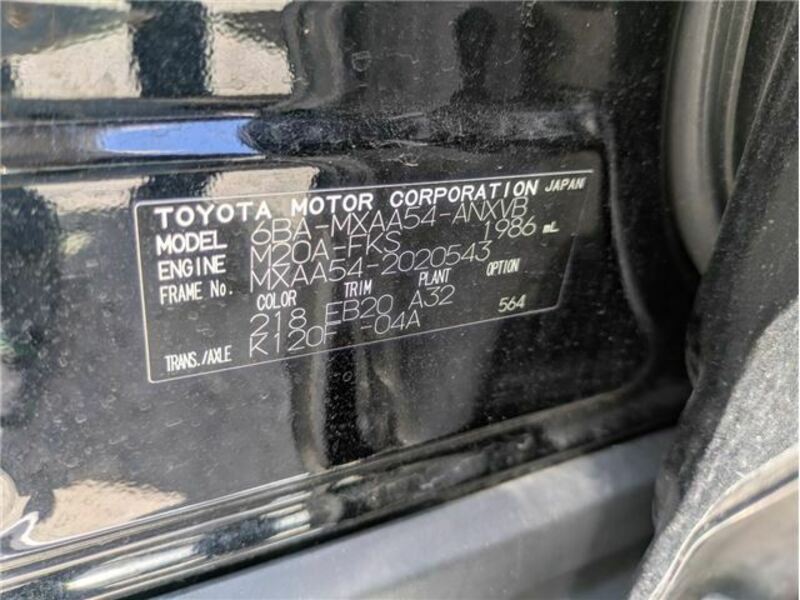 TOYOTA MOTOR CORPORATION JAPAN
MODEL 6BA-MXAA54-ANXVB
ENGINE M20A-FKS 1986 mL
FRAME No. MXAA54-2020543
COLOR TRIM PLANT OPTION
218 EB20 A32 564
TRANS./AXLE K120F -04A